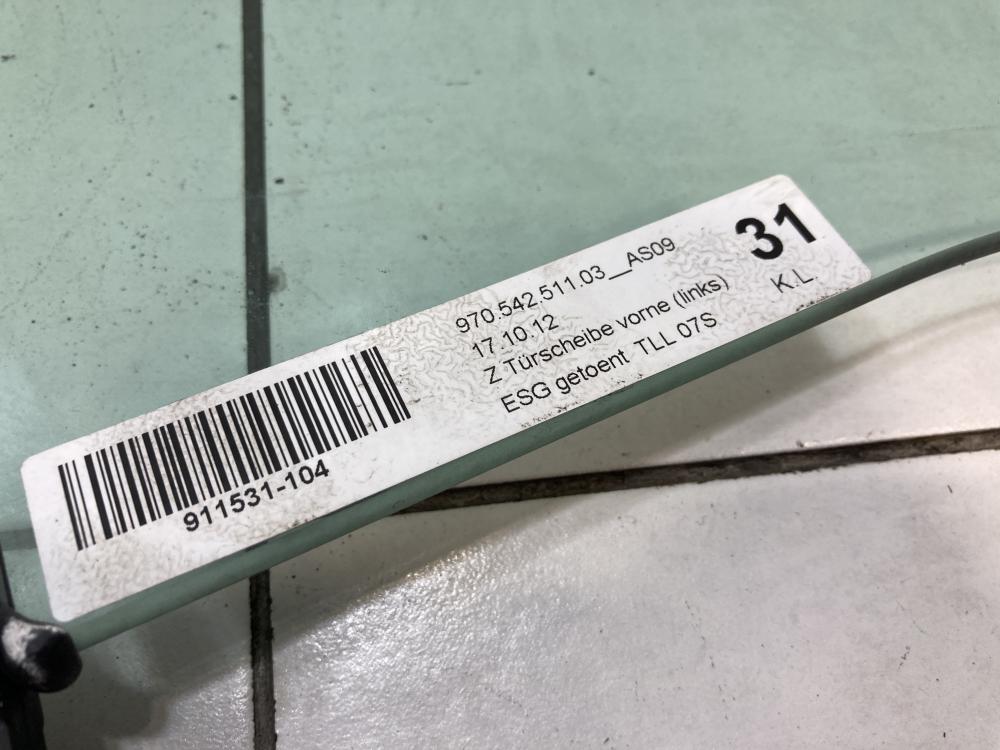 970.542.511.03__AS09
17.10.12
Z Türscheibe vorne (links)
ESG getoent TLL 07S
31
K.L.
911531-104